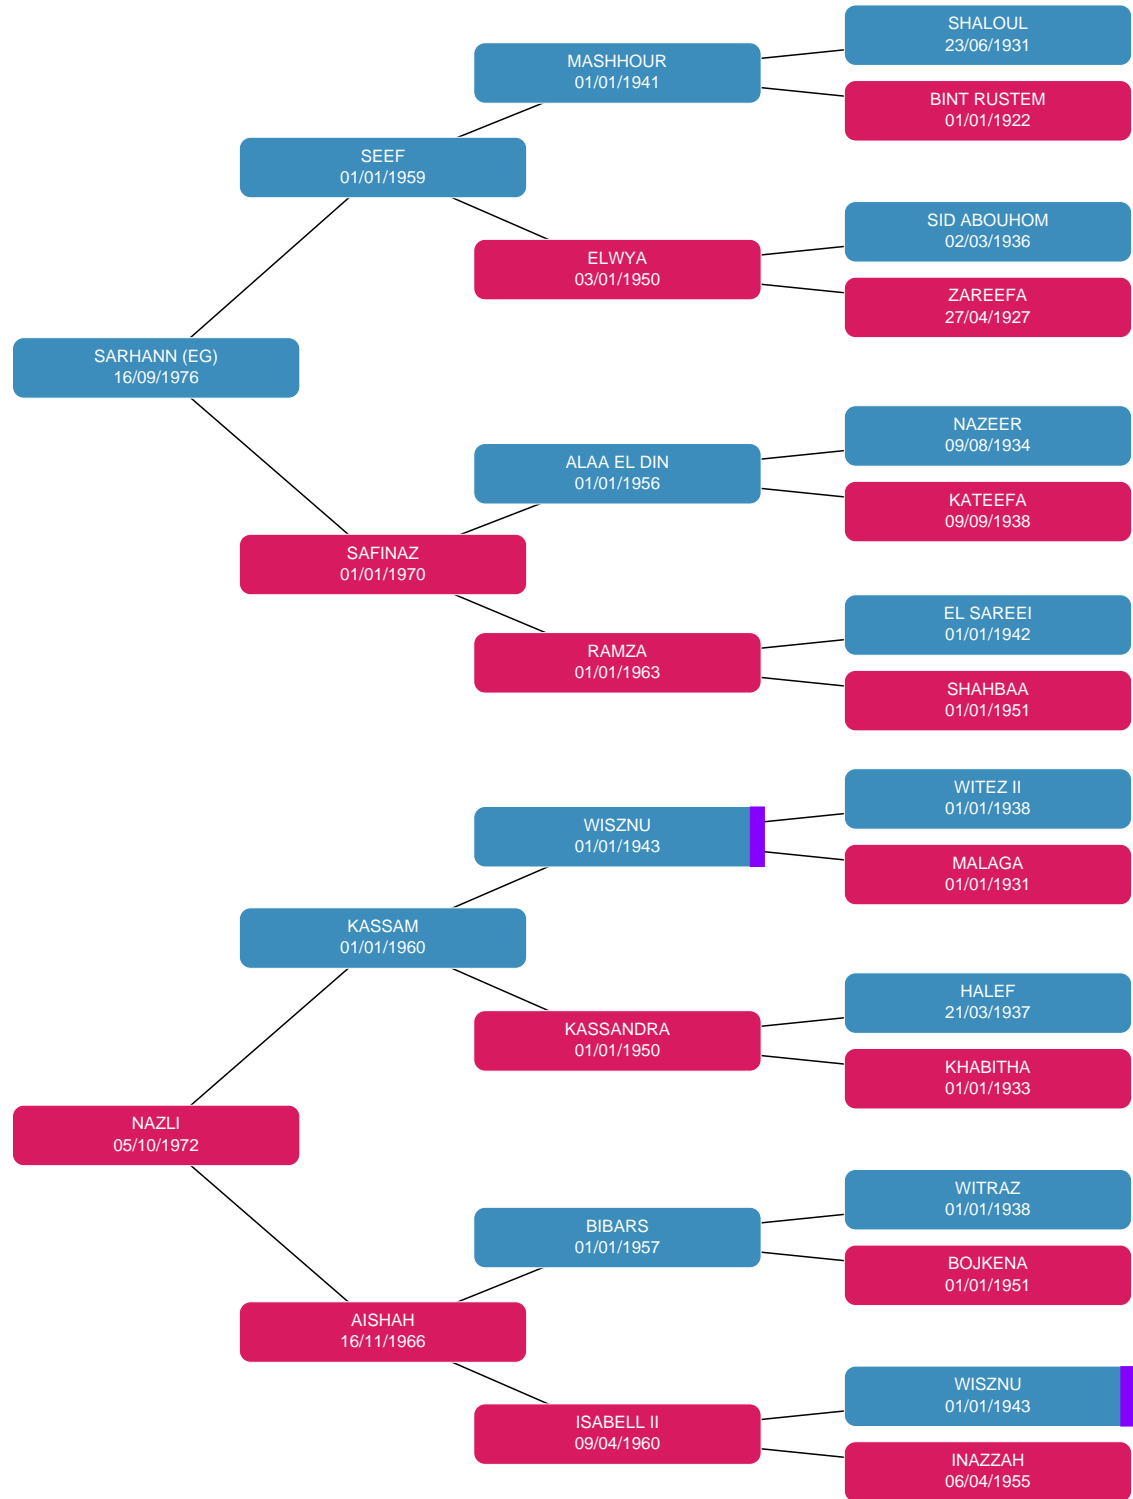 SHALOUL
23/06/1931
MASHHOUR
01/01/1941
BINT RUSTEM
01/01/1922
SEEF
01/01/1959
SID ABOUHOM
02/03/1936
ELWYA
03/01/1950
ZAREEFA
27/04/1927
SARHANN (EG)
16/09/1976
NAZEER
09/08/1934
ALAA EL DIN
01/01/1956
KATEEFA
09/09/1938
SAFINAZ
01/01/1970
EL SAREEI
01/01/1942
RAMZA
01/01/1963
SHAHBAA
01/01/1951
WITEZ II
01/01/1938
WISZNU
01/01/1943
MALAGA
01/01/1931
KASSAM
01/01/1960
HALEF
21/03/1937
KASSANDRA
01/01/1950
KHABITHA
01/01/1933
NAZLI
05/10/1972
WITRAZ
01/01/1938
BIBARS
01/01/1957
BOJKENA
01/01/1951
AISHAH
16/11/1966
WISZNU
01/01/1943
ISABELL II
09/04/1960
INAZZAH
06/04/1955